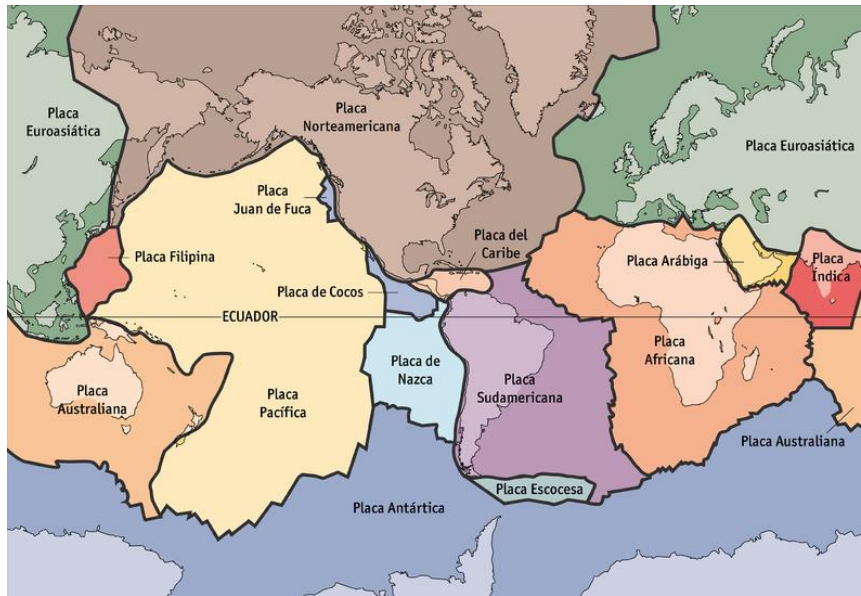 Placa
Euroasiática
Placa
Norteamericana
Placa Euroasiática
Placa
Juan de Fuca
Placa Filipina
Placa del
Caribe
Placa Arábiga
Placa
Índica
Placa de Cocos
ECUADOR
Placa
Australiana
Placa
Pacífica
Placa de
Nazca
Placa
Sudamericana
Placa
Africana
Placa Australiana
Placa Escocesa
Placa Antártica